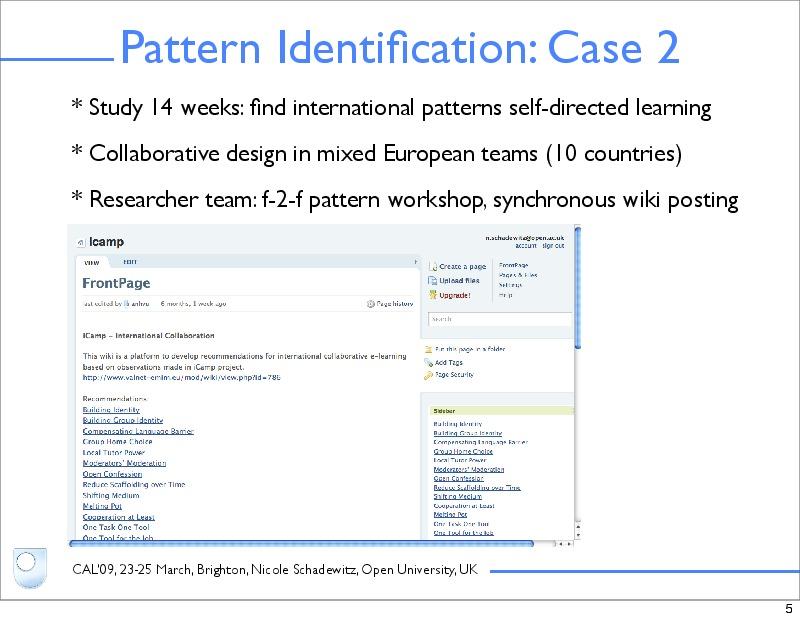 Pattern Identification: Case 2
* Study 14 weeks: find international patterns self-directed learning
* Collaborative design in mixed European teams (10 countries)
* Researcher team: f-2-f pattern workshop, synchronous wiki posting
icamp
n.schadewitz@open.ac.uk
account sign out
VIEW EDIT
FrontPage
last edited by anhvu 6 months, 1 week ago
Page history
iCamp – International Collaboration
This wiki is a platform to develop recommendations for international collaborative e-learning
based on observations made in iCamp project.
http://www.valnet-emim.eu/mod/wiki/view.php?id=786
Recommendations:
Building Identity
Building Group Identity
Compensating Language Barrier
Group Home Choice
Local Tutor Power
Moderators' Moderation
Open Confession
Reduce Scaffolding over Time
Shifting Medium
Melting Pot
Cooperation at Least
One Task One Tool
One Tool for the Job
Create a page
Upload files
Upgrade!
FrontPage
Pages & Files
Settings
Help
Search
Put this page in a folder
Add Tags
Page Security
Sidebar
Building Identity
Building Group Identity
Compensating Language Barrier
Group Home Choice
Local Tutor Power
Moderators' Moderation
Open Confession
Reduce Scaffolding over Time
Shifting Medium
Cooperation at Least
Melting Pot
One Task One Tool
One Tool for the Job
CAL'09, 23-25 March, Brighton, Nicole Schadewitz, Open University, UK
5